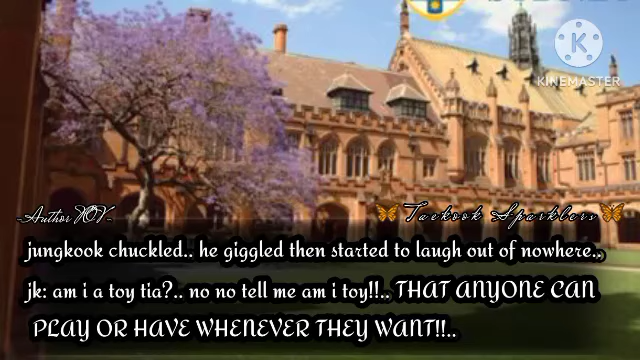 KINEMASTER
-Author POV-
Taekook Sparklers
jungkook chuckled.. he giggled then started to laugh out of nowhere..
jk: am i a toy tia?.. no no tell me am i toy!!.. THAT ANYONE CAN
PLAY OR HAVE WHENEVER THEY WANT!!..